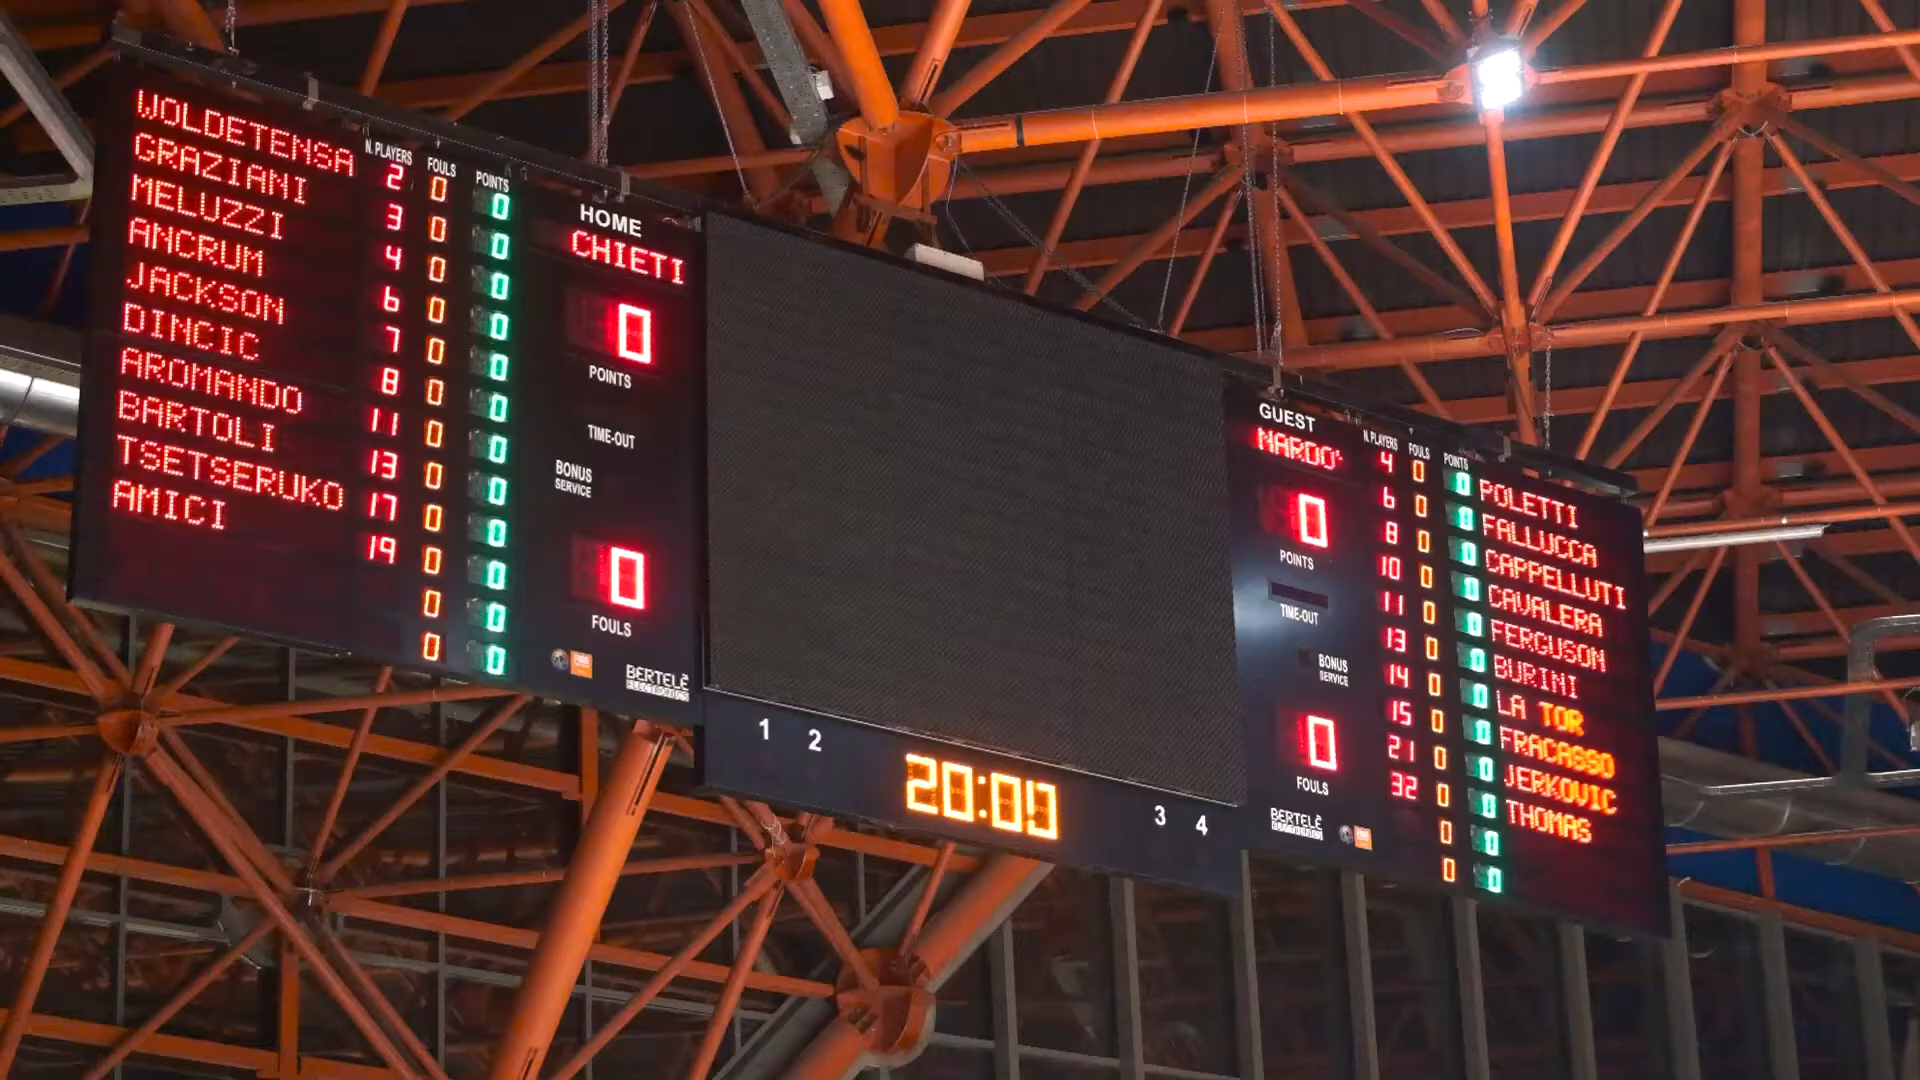 N. PLAYERS FOULS POINTS
WOLDETENSA 2 0 0
GRAZIANI 3 0 0
MELUZZI 4 0 0
ANCRUM 6 0 0
JACKSON 7 0 0
DINCIC 8 0 0
AROMANDO 11 0 0
BARTOLI 13 0 0
TSETSERUKO 17 0 0
AMICI 19 0 0
0 0
0 0
HOME
CHIETI
0
POINTS
TIME-OUT
BONUS
SERVICE
0
FOULS
BERTELÈ
ELECTRONICS
1 2
20:00
3 4
GUEST
NARDO'
0
POINTS
TIME-OUT
BONUS
SERVICE
0
FOULS
BERTELÈ
ELECTRONICS
N. PLAYERS FOULS POINTS
4 0 0 POLETTI
6 0 0 FALLUCCA
8 0 0 CAPPELLUTI
10 0 0 CAVALERA
11 0 0 FERGUSON
13 0 0 BURINI
14 0 0 LA TOR
15 0 0 FRACASSO
21 0 0 JERKOVIC
32 0 0 THOMAS
0 0
0 0